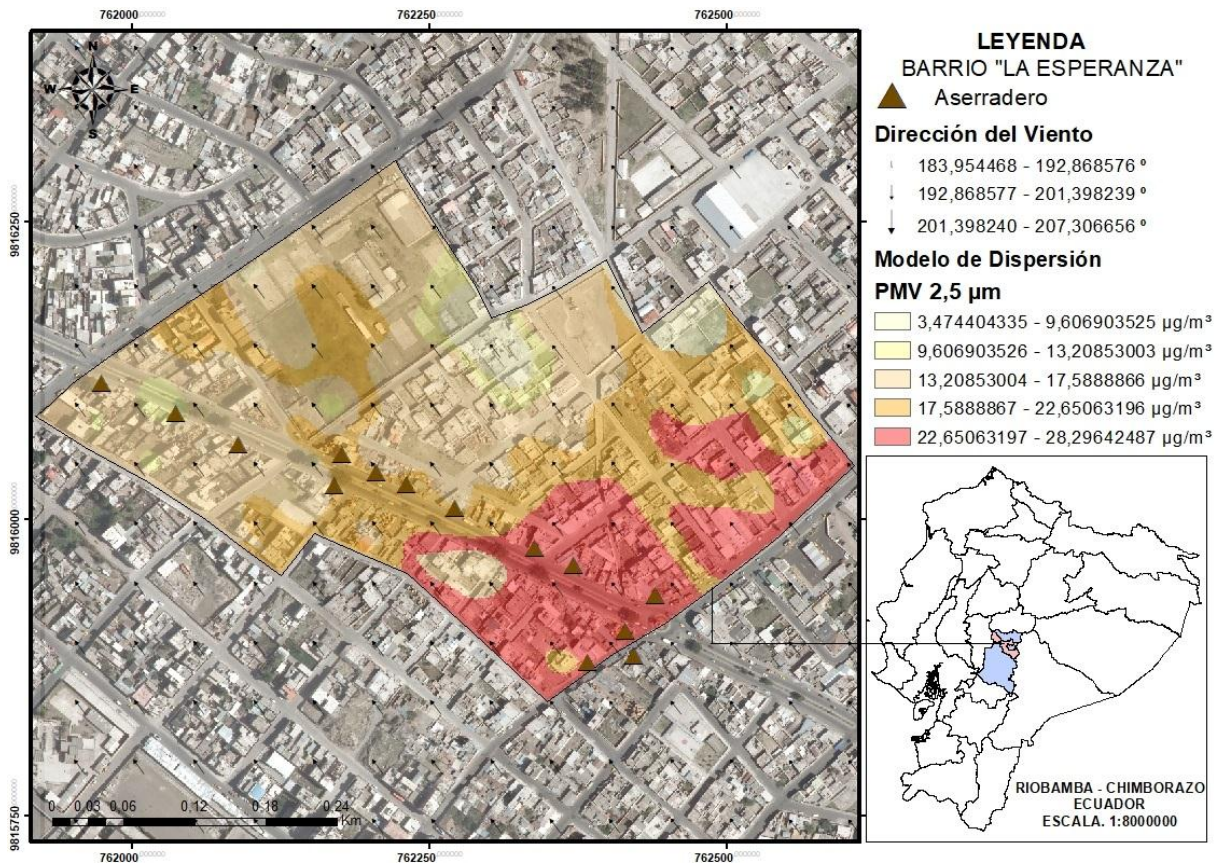 762000
762250
762500
LEYENDA
BARRIO "LA ESPERANZA"
Aserradero
Dirección del Viento
183,954468 - 192,868576 º
192,868577 - 201,398239 º
201,398240 - 207,306656 º
Modelo de Dispersión
PMV 2,5 µm
3,474404335 - 9,606903525 µg/m³
9,606903526 - 13,20853003 µg/m³
13,20853004 - 17,5888866 µg/m³
17,5888867 - 22,65063196 µg/m³
22,65063197 - 28,29642487 µg/m³
N
W E
S
9816250
9816000
9815750
0 0.03 0.06 0.12 0.18 0.24
Km
RIOBAMBA - CHIMBORAZO
ECUADOR
ESCALA. 1:8000000
762000
762250
762500